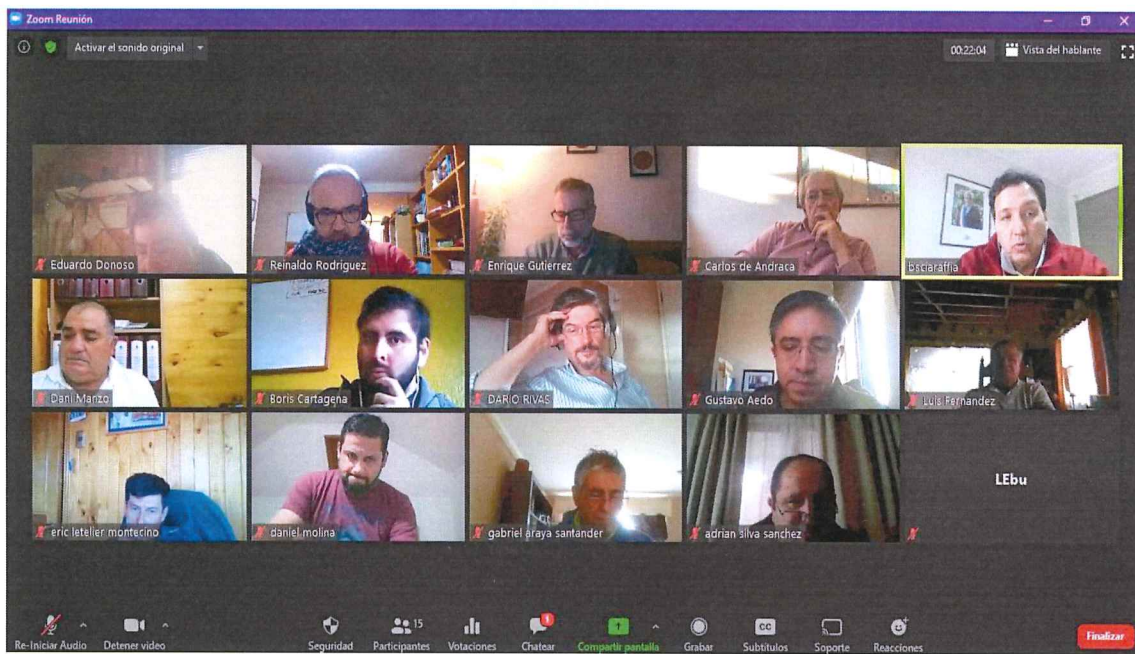 Zoom Reunión
Activar el sonido original
00:22:04 Vista del hablante
Eduardo Donoso
Reinaldo Rodriguez
Enrique Gutierrez
Carlos de Andraca
bsciaraffia
Dani Manzo
Boris Cartagena
DARIO RIVAS
Gustavo Aedo
Luis Fernandez
eric letelier montecino
daniel molina
gabriel araya santander
adrian silva sanchez
LEbu
Re-Iniciar Audio
Detener video
Seguridad
Participantes 15
Votaciones
Chatear 1
Compartir pantalla
Grabar
CC Subtítulos
Soporte
Reacciones
Finalizar